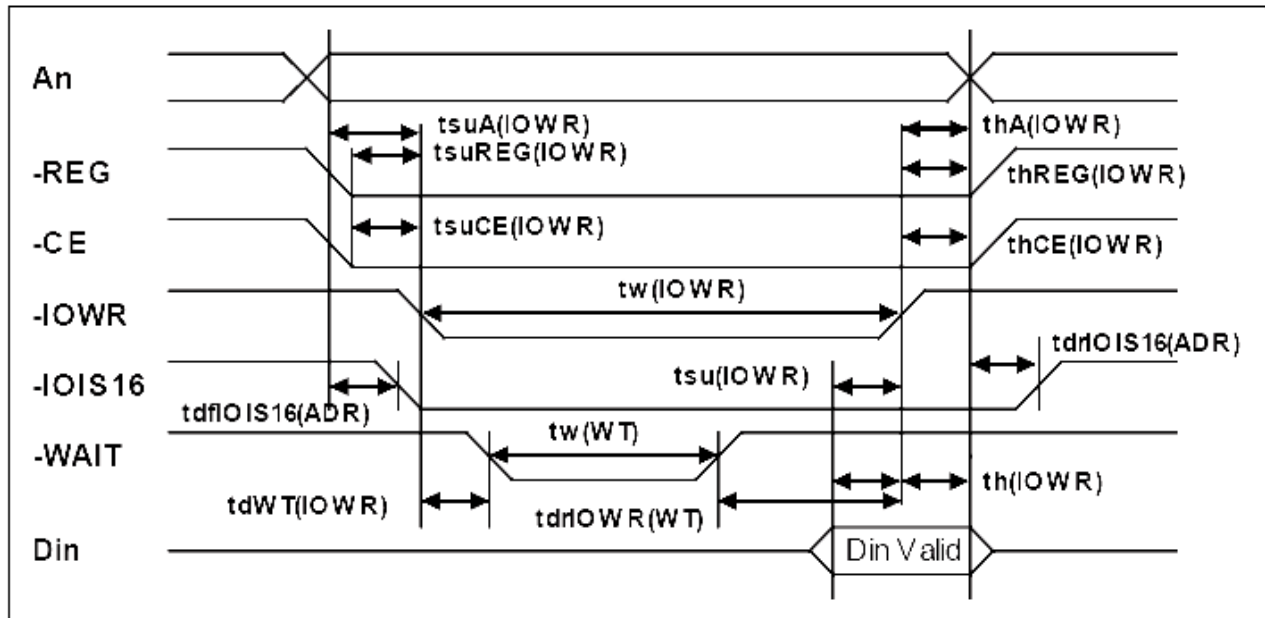 An
tsuA(IOWR)
thA(IOWR)
tsuREG(IOWR)
-REG
thREG(IOWR)
tsuCE(IOWR)
-CE
thCE(IOWR)
tw(IOWR)
-IOWR
tdrIOIS16(ADR)
-IOIS16
tsu(IOWR)
tdfIOIS16(ADR)
tw(WT)
-WAIT
th(IOWR)
tdWT(IOWR)
tdrIOWR(WT)
Din
Din Valid